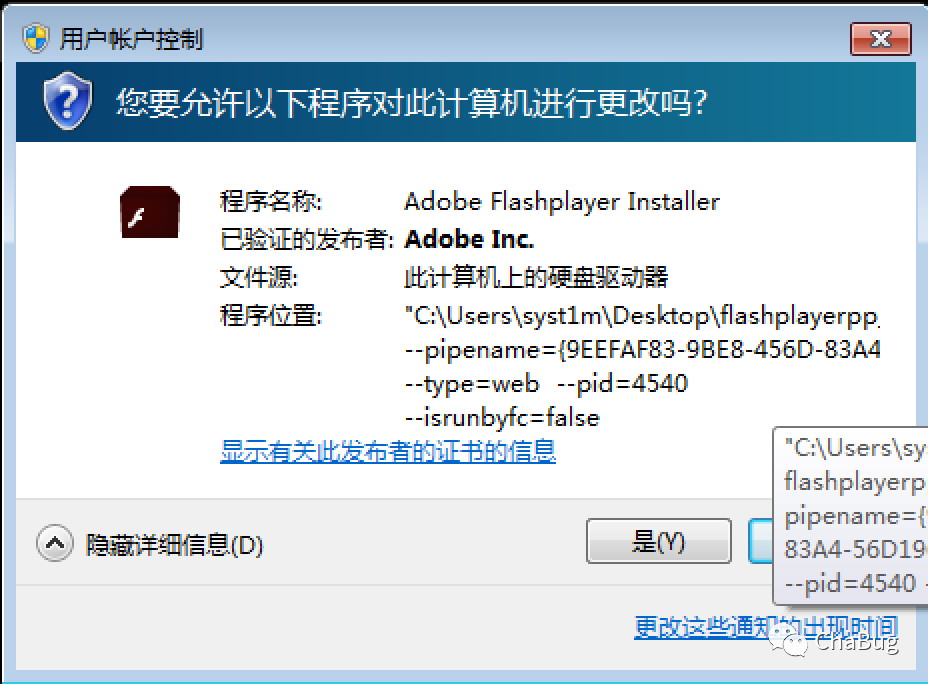 用户帐户控制
您要允许以下程序对此计算机进行更改吗?
程序名称: Adobe Flashplayer Installer
已验证的发布者: Adobe Inc.
文件源: 此计算机上的硬盘驱动器
程序位置: "C:\Users\syst1m\Desktop\flashplayerpp_
--pipename={9EEFAF83-9BE8-456D-83A4
--type=web --pid=4540
--isrunbyfc=false
显示有关此发布者的证书的信息
"C:\Users\sy
flashplayerp
pipename={
83A4-56D19
--pid=4540 -
隐藏详细信息(D)
是(Y)
更改这些通知的出现时间
ChaBug